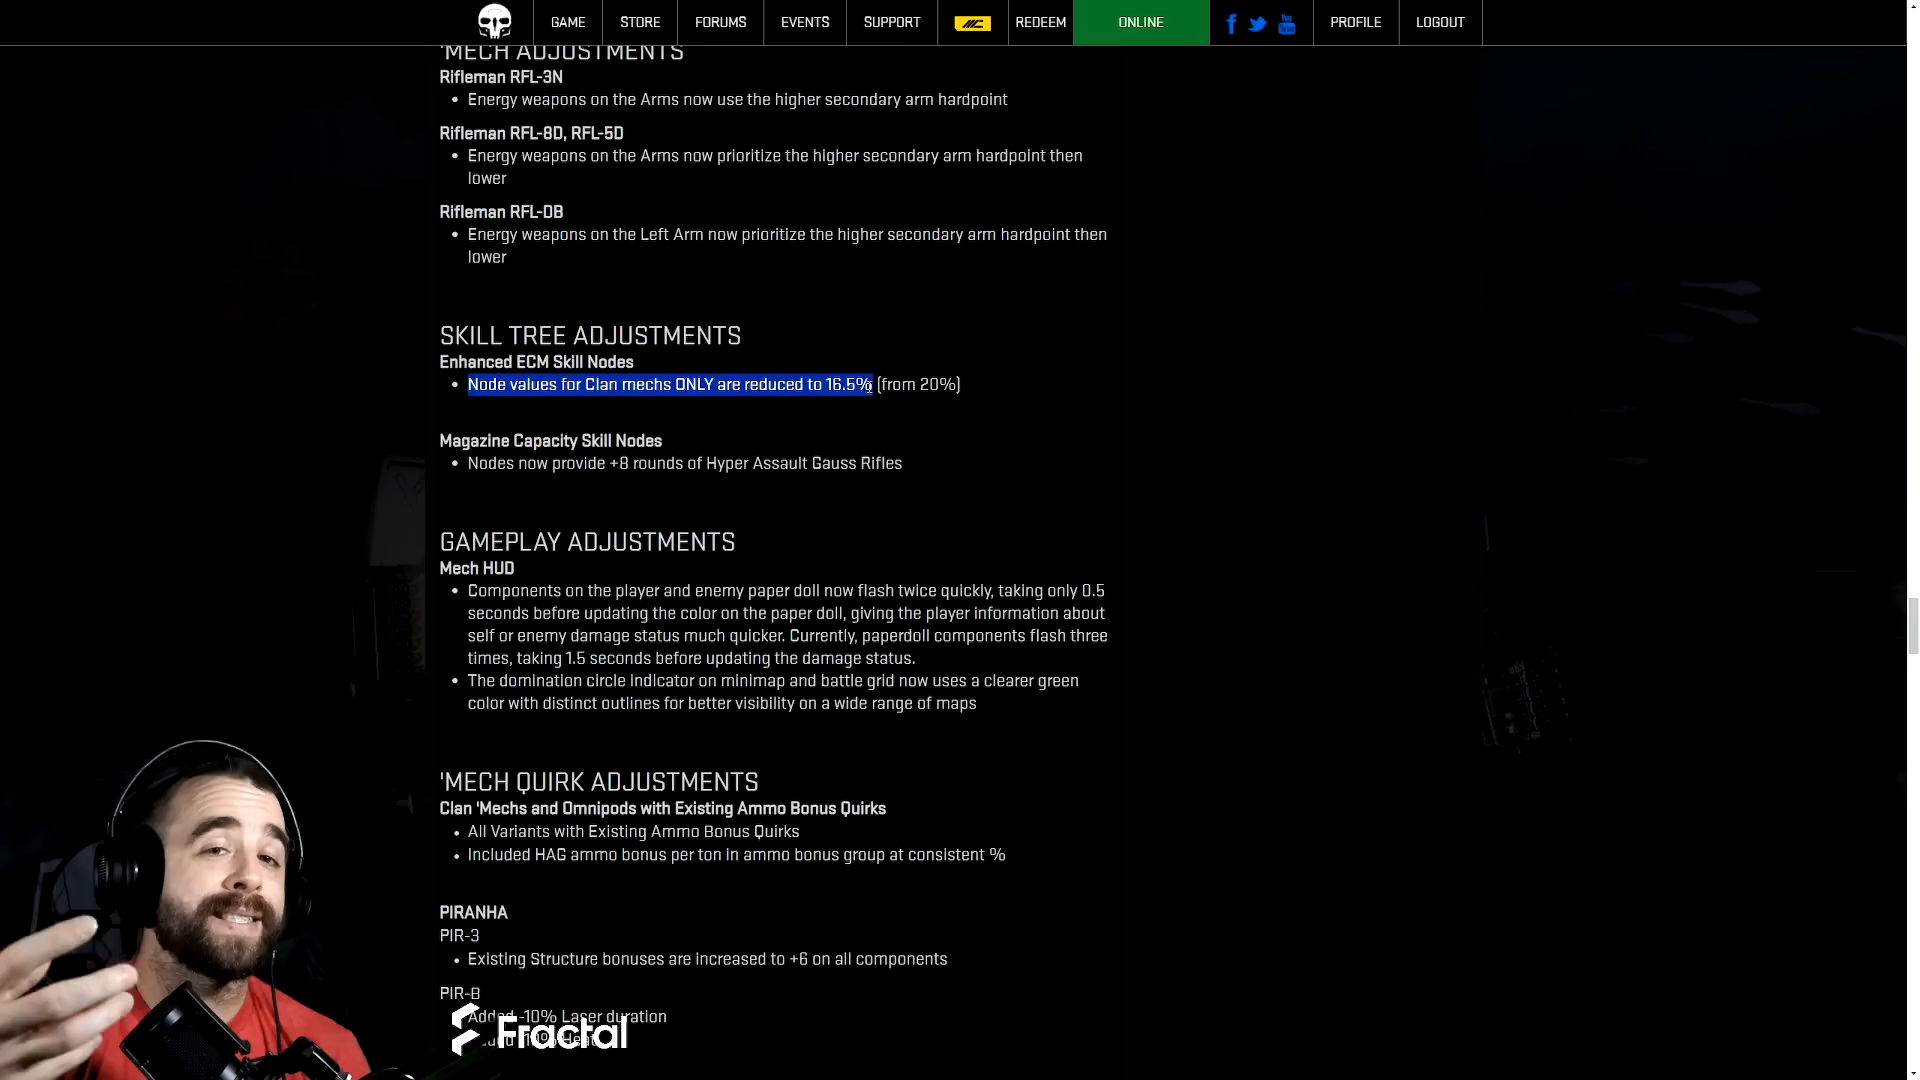 GAME STORE FORUMS EVENTS SUPPORT MC REDEEM ONLINE f You Tube PROFILE LOGOUT
'MECH ADJUSTMENTS
Rifleman RFL-3N
• Energy weapons on the Arms now use the higher secondary arm hardpoint
Rifleman RFL-8D, RFL-5D
• Energy weapons on the Arms now prioritize the higher secondary arm hardpoint then
lower
Rifleman RFL-DB
• Energy weapons on the Left Arm now prioritize the higher secondary arm hardpoint then
lower
SKILL TREE ADJUSTMENTS
Enhanced ECM Skill Nodes
• Node values for Clan mechs ONLY are reduced to 16.5% (from 20%)
Magazine Capacity Skill Nodes
• Nodes now provide +8 rounds of Hyper Assault Gauss Rifles
GAMEPLAY ADJUSTMENTS
Mech HUD
• Components on the player and enemy paper doll now flash twice quickly, taking only 0.5
seconds before updating the color on the paper doll, giving the player information about
self or enemy damage status much quicker. Currently, paperdoll components flash three
times, taking 1.5 seconds before updating the damage status.
• The domination circle indicator on minimap and battle grid now uses a clearer green
color with distinct outlines for better visibility on a wide range of maps
'MECH QUIRK ADJUSTMENTS
Clan 'Mechs and Omnipods with Existing Ammo Bonus Quirks
• All Variants with Existing Ammo Bonus Quirks
• Included HAG ammo bonus per ton in ammo bonus group at consistent %
PIRANHA
PIR-3
• Existing Structure bonuses are increased to +6 on all components
PIR-B
Added -10% Laser duration
Fractal